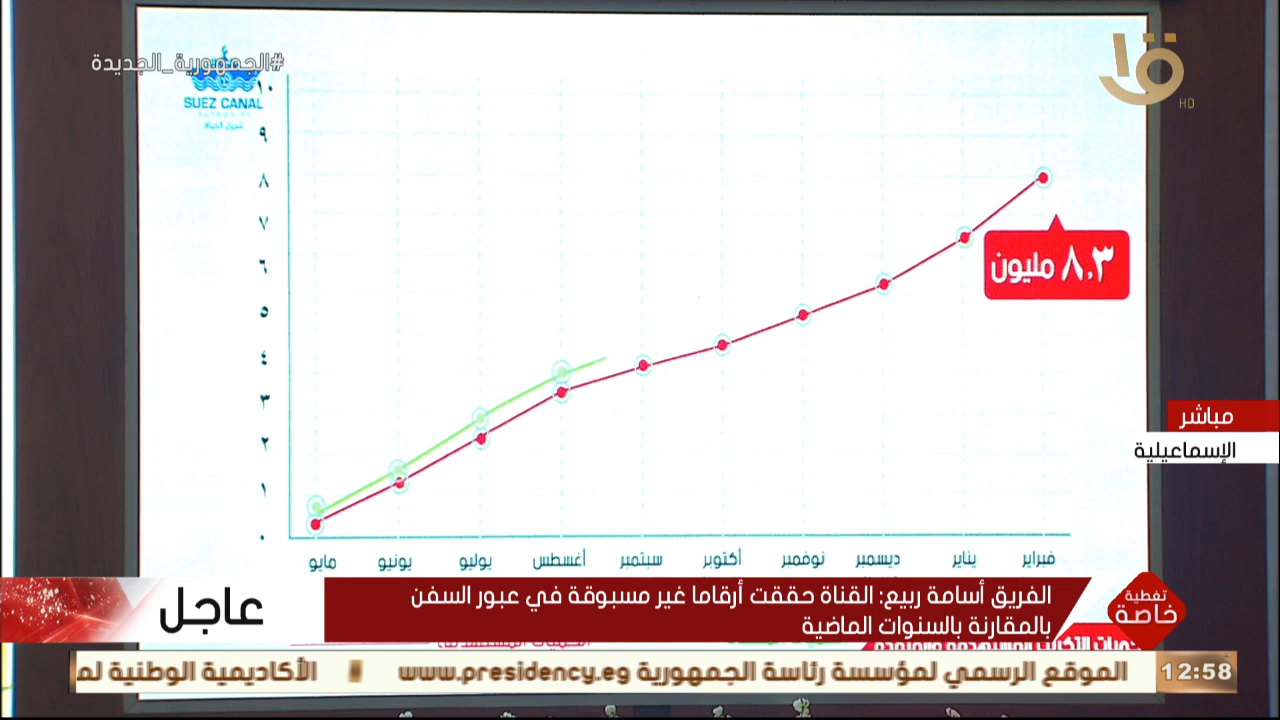 #الجمهورية_الجديدة
SUEZ CANAL
HD
١٠
٩
٨
٧
٦
٥
٤
٣
٢
١
٠
٨.٣ مليون
مايو
يونيو
يوليو
أغسطس
سبتمبر
أكتوبر
نوفمبر
ديسمبر
يناير
فبراير
مباشر
الإسماعيلية
تغطية
خاصة
عاجل
الفريق أسامة ربيع: القناة حققت أرقاما غير مسبوقة في عبور السفن
بالمقارنة بالسنوات الماضية
12:58
الموقع الرسمي لمؤسسة رئاسة الجمهورية www.presidency.eg
الأكاديمية الوطنية لم